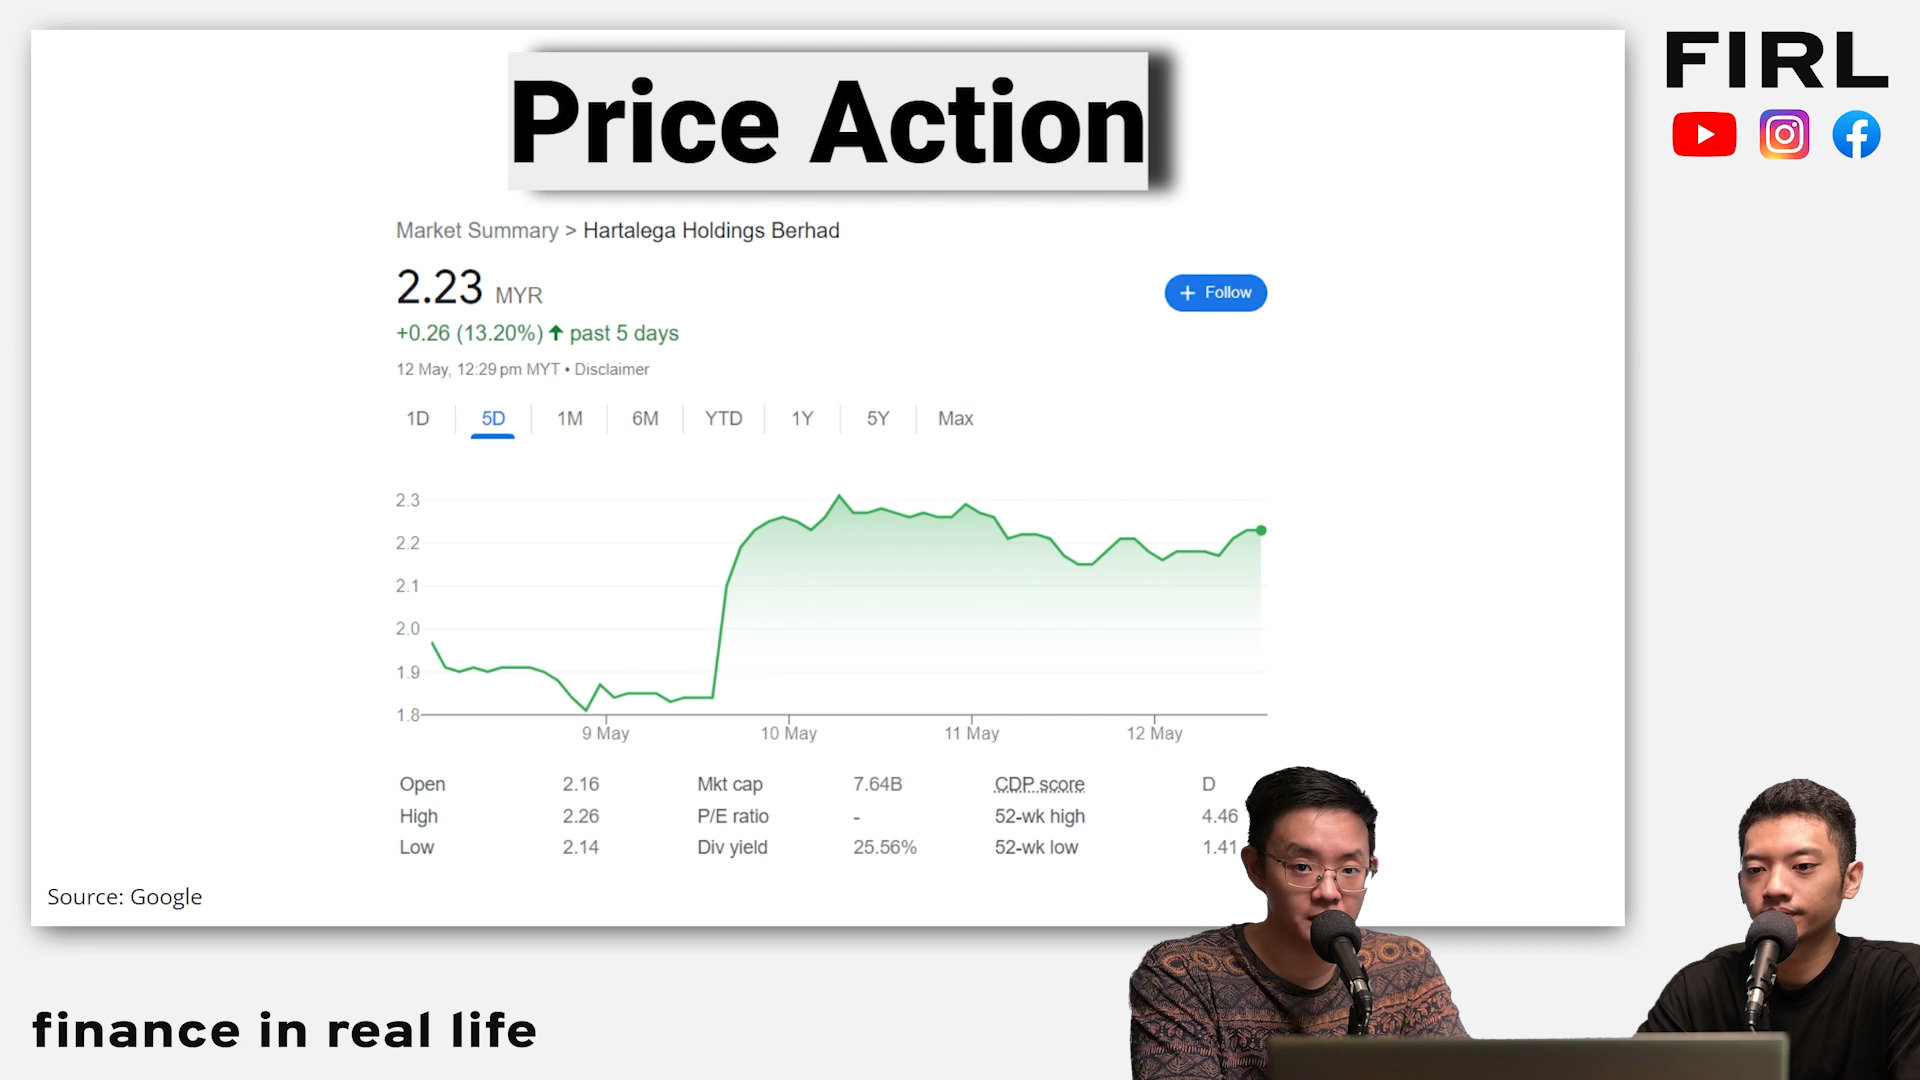 Price Action
FIRL
Market Summary > Hartalega Holdings Berhad
2.23 MYR
+ Follow
+0.26 (13.20%) ↑ past 5 days
12 May, 12:29 pm MYT • Disclaimer
1D 5D 1M 6M YTD 1Y 5Y Max
2.3
2.2
2.1
2.0
1.9
1.8
9 May 10 May 11 May 12 May
Open 2.16 Mkt cap 7.64B CDP score D
High 2.26 P/E ratio - 52-wk high 4.46
Low 2.14 Div yield 25.56% 52-wk low 1.41
Source: Google
finance in real life